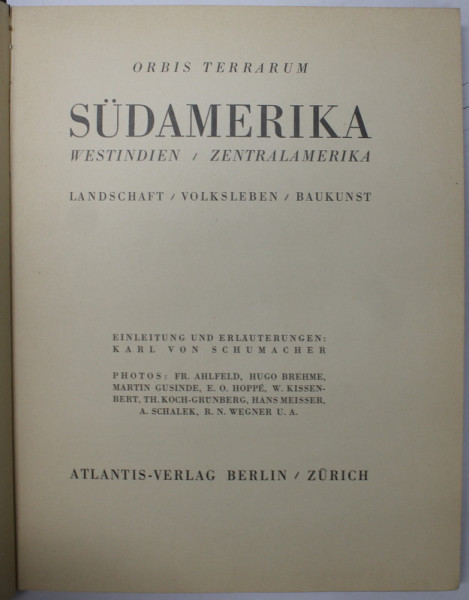 ORBIS TERRARUM
SÜDAMERIKA
WESTINDIEN / ZENTRALAMERIKA
LANDSCHAFT / VOLKSLEBEN / BAUKUNST
EINLEITUNG UND ERLÄUTERUNGEN:
KARL VON SCHUMACHER
PHOTOS: FR. AHLFELD, HUGO BREHME,
MARTIN GUSINDE, E. O. HOPPÉ, W. KISSEN-
BERT, TH. KOCH-GRÜNBERG, HANS MEISSER,
A. SCHALEK, R. N. WEGNER U. A.
ATLANTIS-VERLAG BERLIN / ZÜRICH